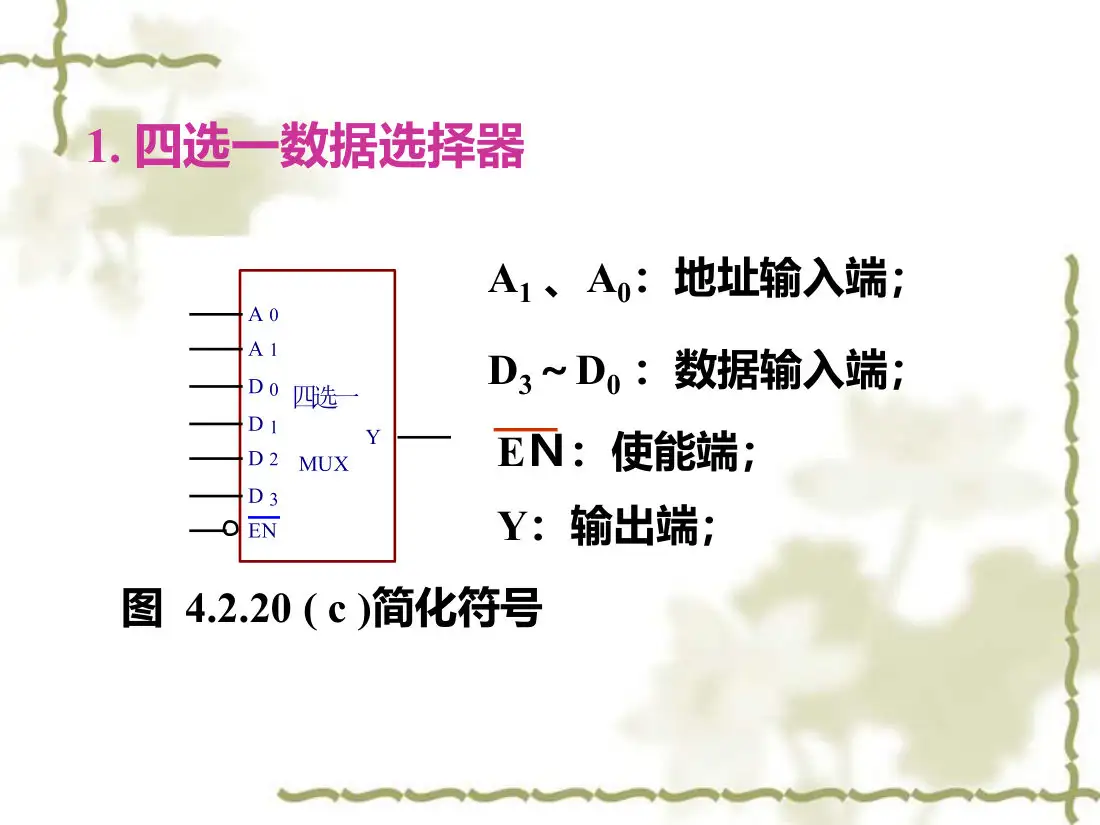 1. 四选一数据选择器
A₁ 、A₀：地址输入端；
D₃～D₀ ：数据输入端；
E̅N̅：使能端；
Y：输出端；
A 0
A 1
D 0
D 1
D 2
D 3
E̅N̅
四选一
MUX
Y
图 4.2.20 ( c )简化符号